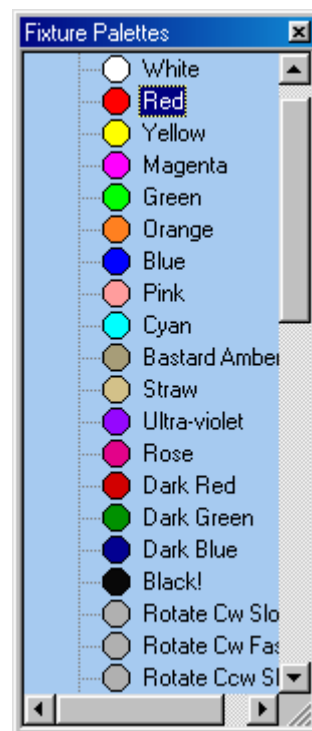 Fixture Palettes
White
Red
Yellow
Magenta
Green
Orange
Blue
Pink
Cyan
Bastard Amber
Straw
Ultra-violet
Rose
Dark Red
Dark Green
Dark Blue
Black!
Rotate Cw Slo
Rotate Cw Fas
Rotate Ccw Sl